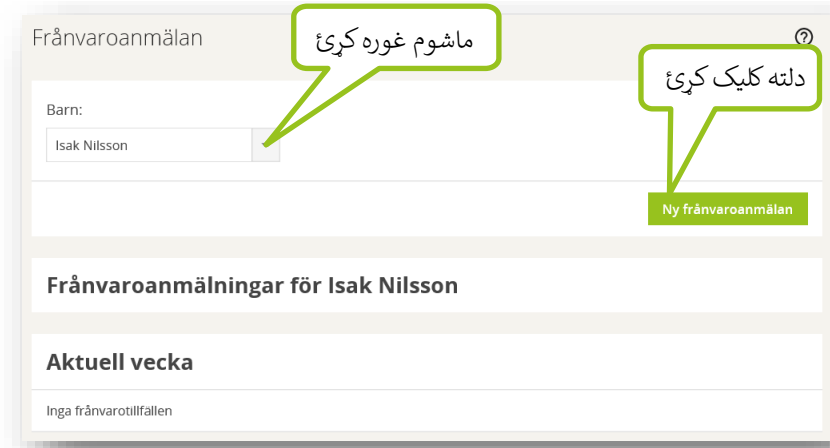 Frånvaroanmälan
ماشوم غوره کړئ
دلته کلیک کړئ
Barn:
Isak Nilsson
Ny frånvaroanmälan
Frånvaroanmälningar för Isak Nilsson
Aktuell vecka
Inga frånvarotillfällen